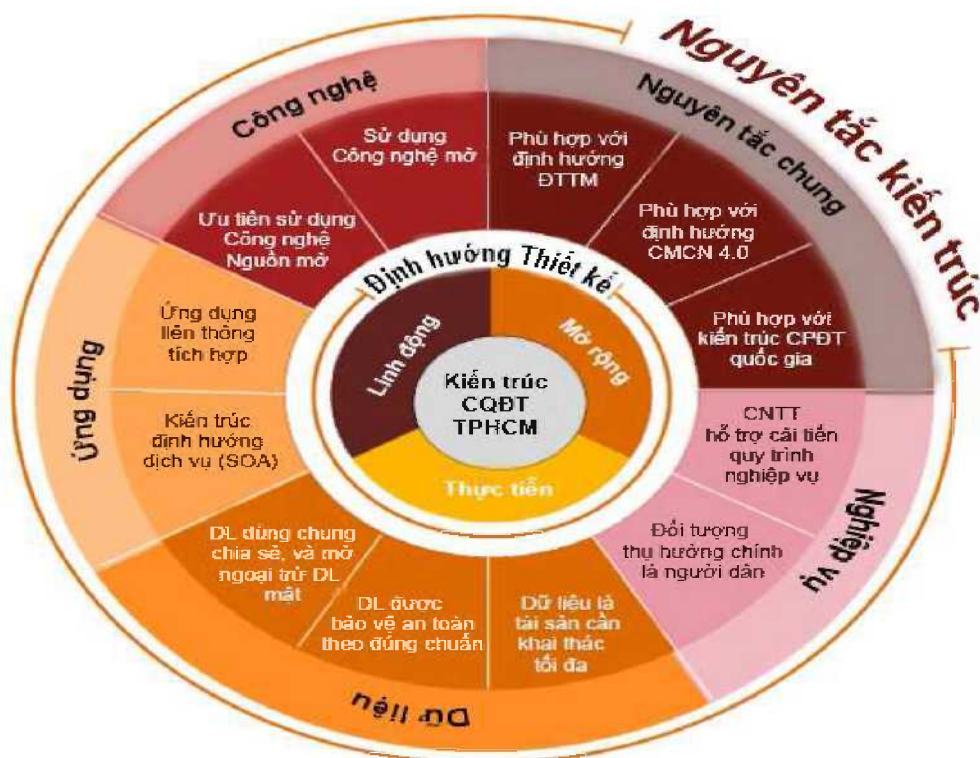 Nguyên tắc kiến trúc
Công nghệ
Sử dụng
Công nghệ mở
Ưu tiên sử dụng
Công nghệ
Nguồn mở
Nguyên tắc chung
Phù hợp với
định hướng
ĐTTM
Phù hợp với
định hướng
CMCN 4.0
Phù hợp với
kiến trúc CPĐT
quốc gia
Định hướng Thiết kế
Linh động
Mở rộng
Thực tiễn
Kiến trúc
CQĐT
TPHCM
Ứng dụng
Ứng dụng
liên thông
tích hợp
Kiến trúc
định hướng
dịch vụ (SOA)
CNTT
hỗ trợ cải tiến
quy trình
nghiệp vụ
Đối tượng
thụ hưởng chính
là người dân
Nghiệp vụ
DL dùng chung
chia sẻ, và mở
ngoại trừ DL
mật
DL được
bảo vệ an toàn
theo đúng chuẩn
Dữ liệu là
tài sản cần
khai thác
tối đa
Dữ liệu